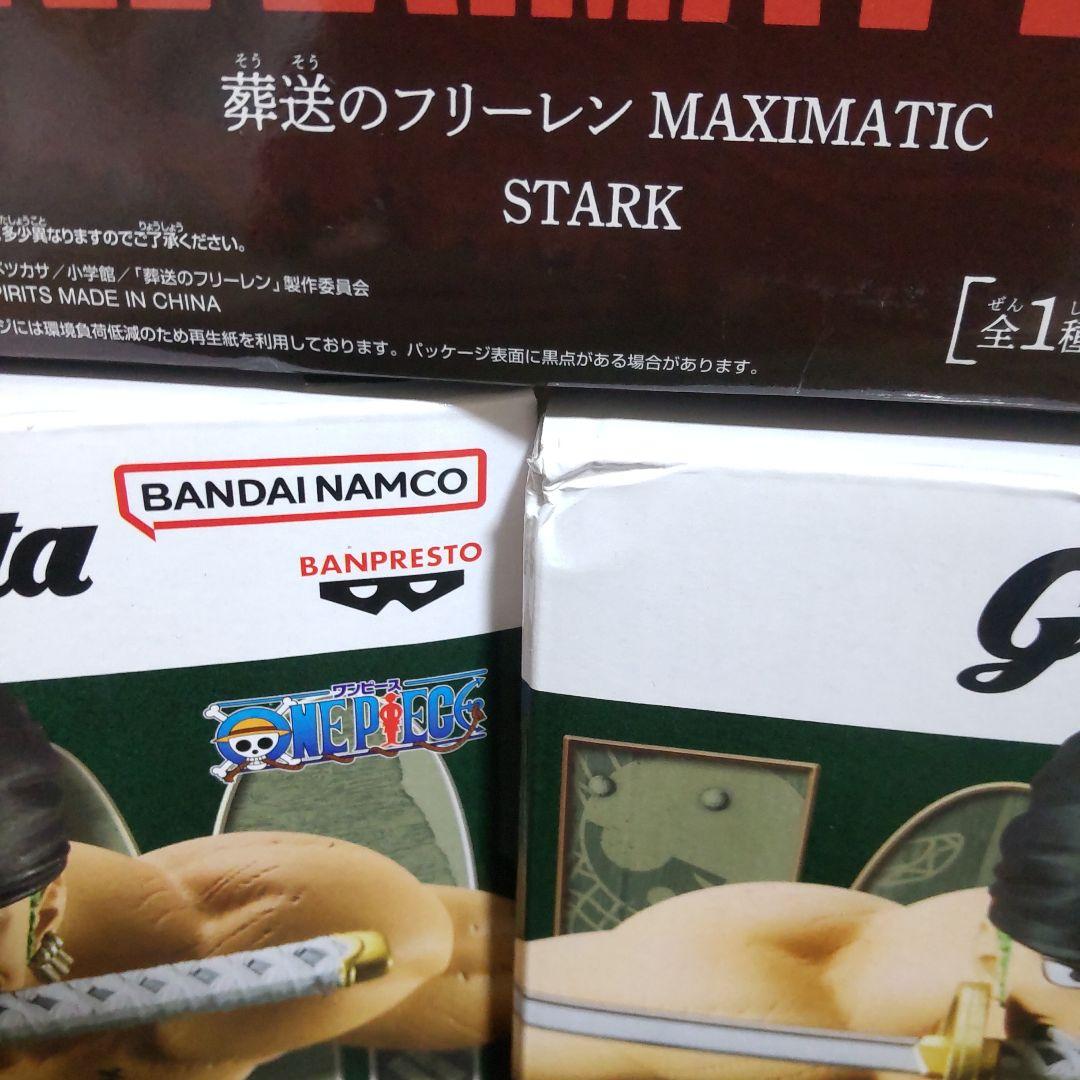 葬送のフリーレン MAXIMATIC
STARK
多少異なりますのでご了承ください。
ツカサ/小学館/「葬送のフリーレン」製作委員会
PIRITS MADE IN CHINA
ジには環境負荷低減のため再生紙を利用しております。パッケージ表面に黒点がある場合があります。
[全1種
BANDAI NAMCO
ta
BANPRESTO
G
ワンピース
ONE PIECE